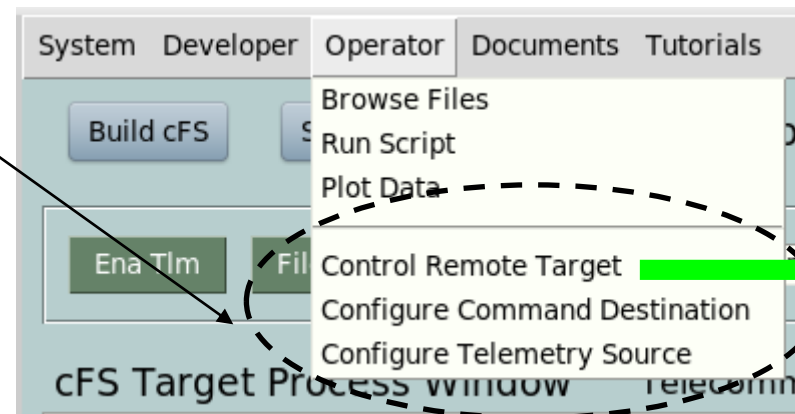 System Developer Operator Documents Tutorials
Browse Files
Build cFS
Run Script
Plot Data
Ena Tlm
Control Remote Target
Configure Command Destination
Configure Telemetry Source
cFS Target Process Window